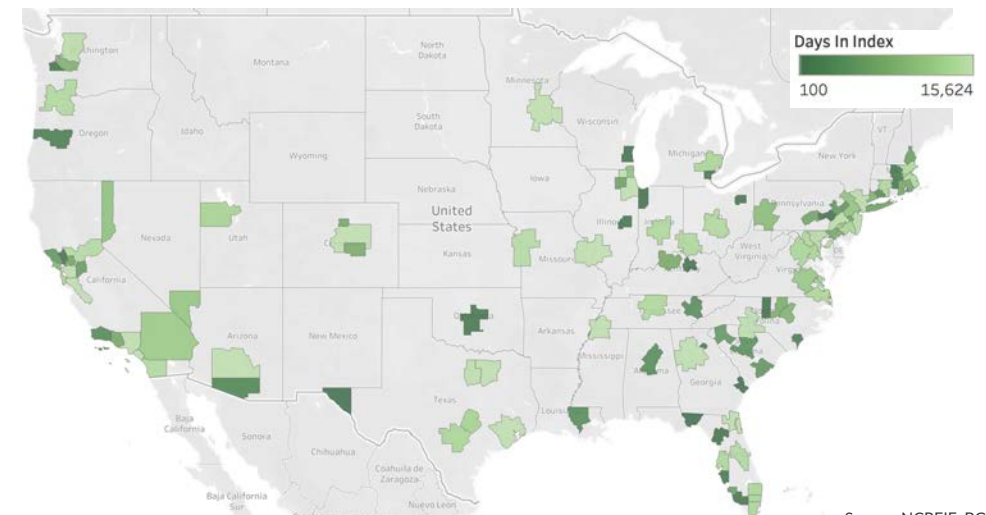 Days In Index
100 15,624
North
Dakota
Montana
Minnesota
VT
South
Dakota
Wisconsin
Oregon
Idaho
Michigan
New York
Wyoming
Iowa
Nebraska
Pennsylvania
United
States
Nevada
Utah
Illinois
West
Virginia
Kansas
Missouri
California
Arizona
New Mexico
Arkansas
Mississippi
Georgia
Texas
Baja
California
Sonora
Chihuahua
Coahuila de
Zaragoza
Nuevo León
Baja California
Sur